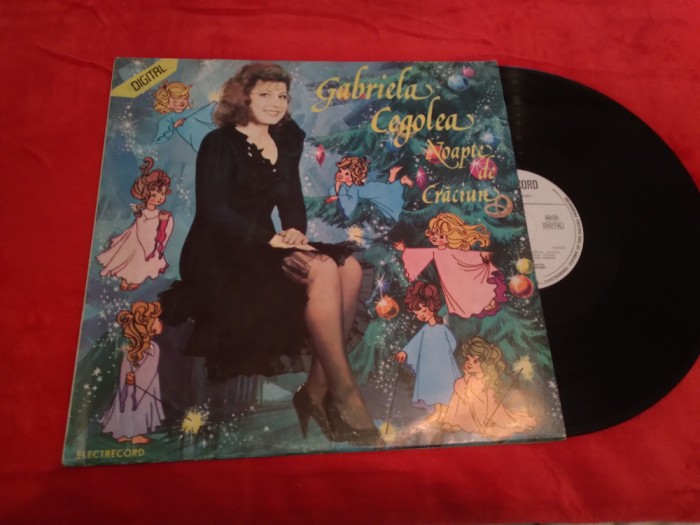 DIGITAL
Gabriela
Cegolea
Noapte
de
Crăciun
ELECTRECORD